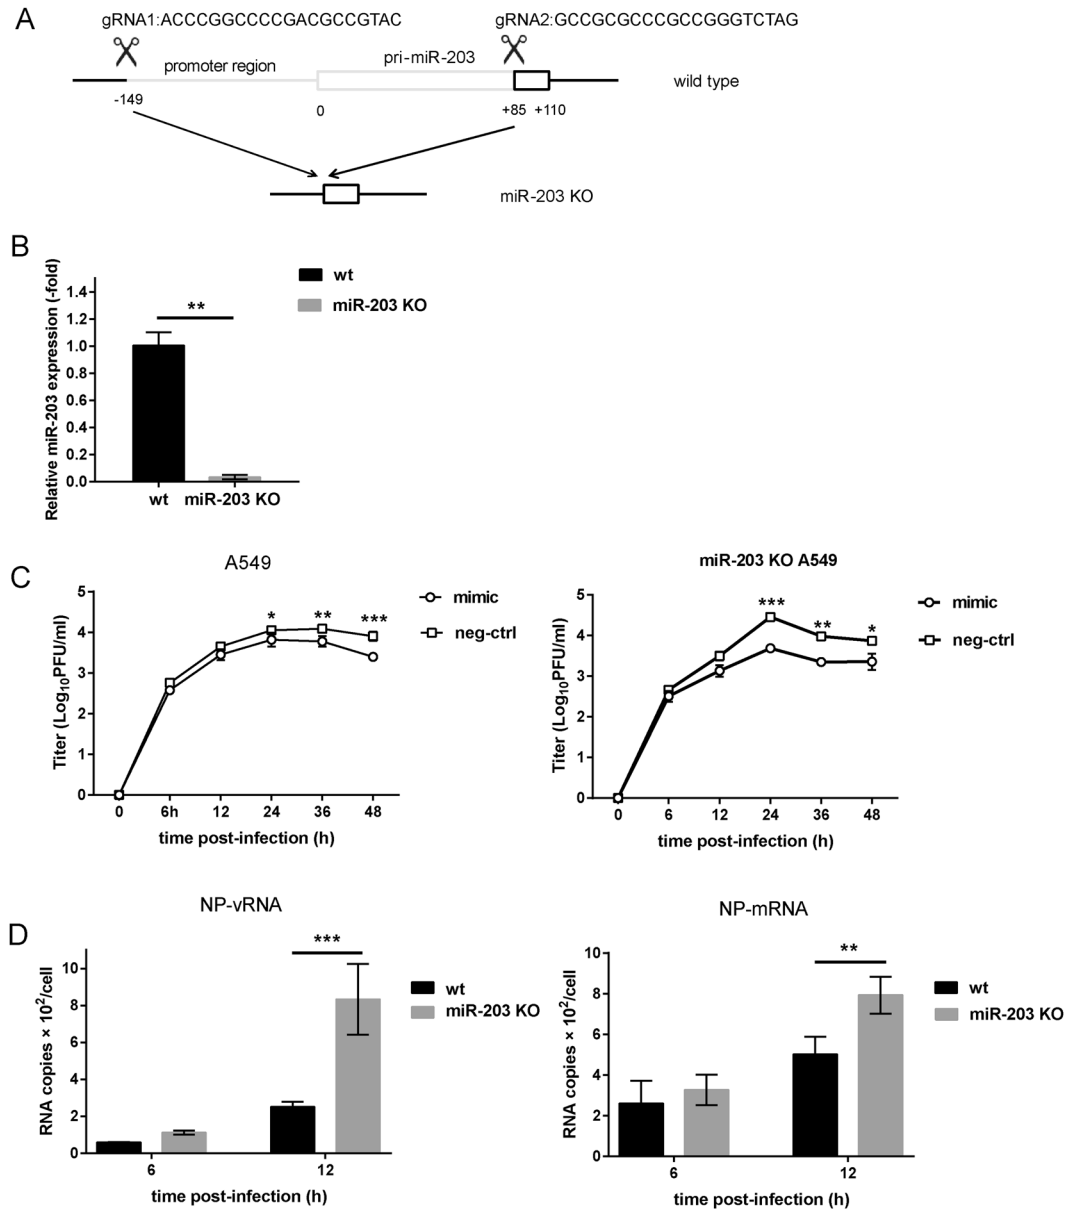 A
gRNA1:ACCCGGCCCCGACGCCGTAC
gRNA2:GCCGCGCCCGCCGGGTCTAG
promoter region
pri-miR-203
wild type
-149
0
+85
+110
miR-203 KO
B
Relative miR-203 expression (-fold)
1.4
1.2
1.0
0.8
0.6
0.4
0.2
0.0
**
wt
miR-203 KO
wt
miR-203 KO
C
A549
Titer (Log10PFU/ml)
5
4
3
2
1
0
* ** ***
mimic
neg-ctrl
0 6h 12 24 36 48
time post-infection (h)
miR-203 KO A549
Titer (Log10PFU/ml)
5
4
3
2
1
0
*** ** *
mimic
neg-ctrl
0 6 12 24 36 48
time post-infection (h)
D
NP-vRNA
RNA copies × 10²/cell
10
8
6
4
2
0
***
wt
miR-203 KO
6 12
time post-infection (h)
NP-mRNA
RNA copies × 10²/cell
10
8
6
4
2
0
**
wt
miR-203 KO
6 12
time post-infection (h)